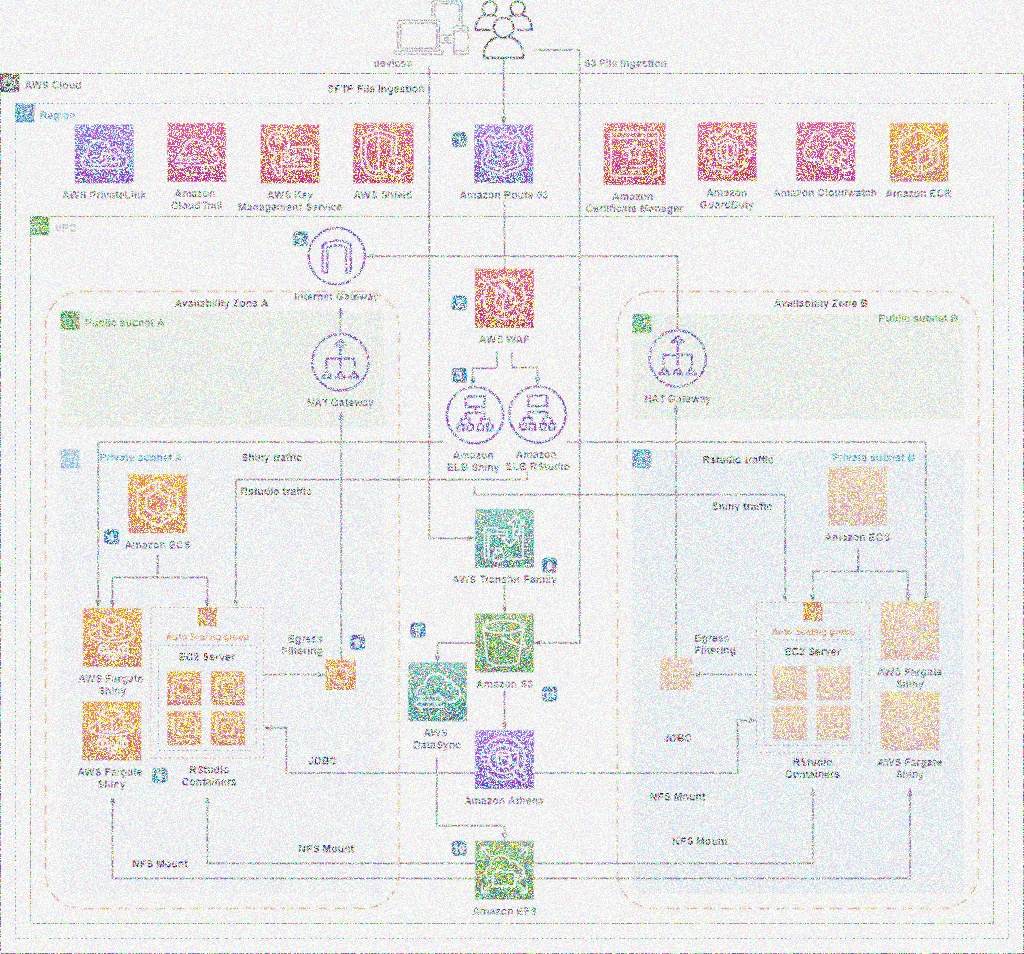 devices
S3 File Ingestion
AWS Cloud
SFTP File Ingestion
Region
AWS PrivateLink
Amazon
Cloud Trail
AWS Key
Management Service
AWS Shield
Amazon Route 53
Amazon
Certificate Manager
Amazon
GuardDuty
Amazon Cloudwatch
Amazon ECR
VPC
Internet Gateway
Availability Zone A
Availability Zone B
Public subnet A
Public subnet B
AWS WAF
NAT Gateway
NAT Gateway
Amazon
ELB Shiny
Amazon
ELB RStudio
Private subnet A
Shiny traffic
Rstudio traffic
Private subnet B
Rstudio traffic
Shiny traffic
Amazon ECS
Amazon ECS
AWS Transfer Family
Auto Scaling group
Egress
Filtering
Egress
Filtering
Auto Scaling group
EC2 Server
EC2 Server
AWS Fargate
Shiny
Amazon S3
AWS Fargate
Shiny
AWS
DataSync
JDBC
JDBC
AWS Fargate
Shiny
RStudio
Containers
RStudio
Containers
AWS Fargate
Shiny
Amazon Athena
NFS Mount
NFS Mount
NFS Mount
NFS Mount
Amazon EFS